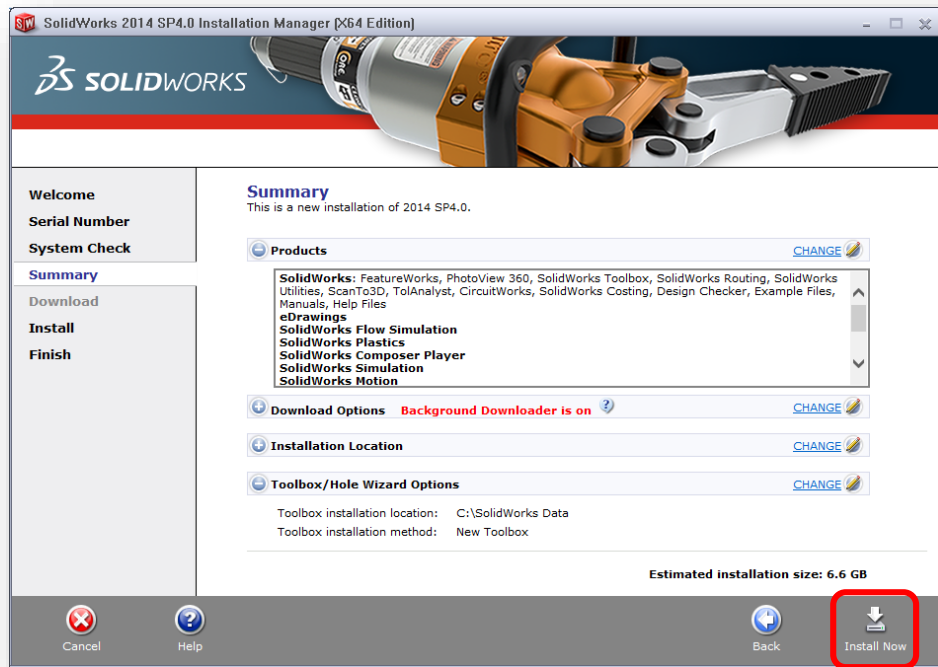 SolidWorks 2014 SP4.0 Installation Manager (X64 Edition)
SOLIDWORKS
Welcome
Serial Number
System Check
Summary
Download
Install
Finish
Summary
This is a new installation of 2014 SP4.0.
Products CHANGE
SolidWorks: FeatureWorks, PhotoView 360, SolidWorks Toolbox, SolidWorks Routing, SolidWorks
Utilities, ScanTo3D, TolAnalyst, CircuitWorks, SolidWorks Costing, Design Checker, Example Files,
Manuals, Help Files
eDrawings
SolidWorks Flow Simulation
SolidWorks Plastics
SolidWorks Composer Player
SolidWorks Simulation
SolidWorks Motion
Download Options Background Downloader is on CHANGE
Installation Location CHANGE
Toolbox/Hole Wizard Options CHANGE
Toolbox installation location: C:\SolidWorks Data
Toolbox installation method: New Toolbox
Estimated installation size: 6.6 GB
Cancel Help Back Install Now